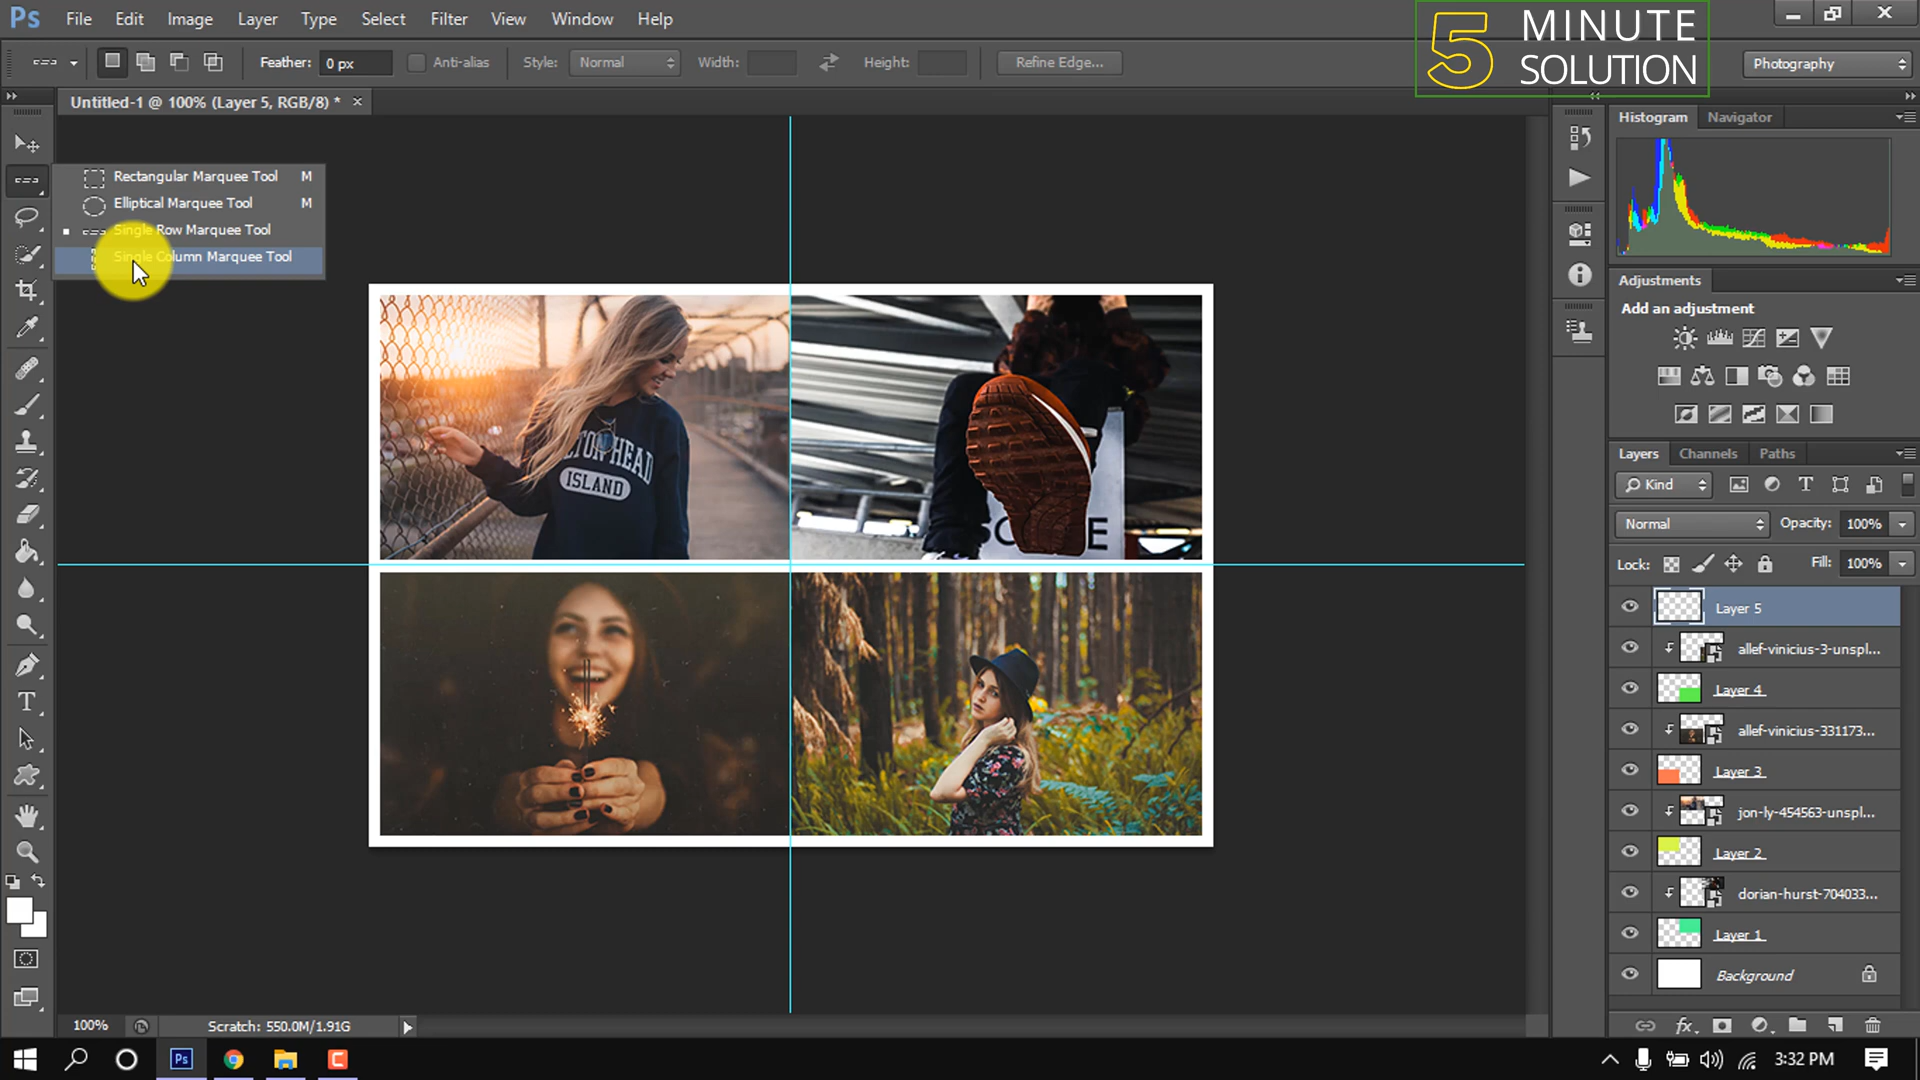 Ps File Edit Image Layer Type Select Filter View Window Help
5 MINUTE SOLUTION
Feather: 0 px Anti-alias Style: Normal Width: Height: Refine Edge... Photography
Untitled-1 @ 100% (Layer 5, RGB/8) * ×
Histogram Navigator
Rectangular Marquee Tool M
Elliptical Marquee Tool M
Single Row Marquee Tool
Single Column Marquee Tool
Adjustments
Add an adjustment
TON HEAD
ISLAND
Layers Channels Paths
Kind
Normal Opacity: 100%
Lock: Fill: 100%
Layer 5
allef-vinicius-3-unspl...
Layer 4
allef-vinicius-331173...
Layer 3
jon-ly-454563-unspl...
Layer 2
dorian-hurst-704033...
Layer 1
Background
100% Scratch: 550.0M/1.91G
fx
Ps
3:32 PM